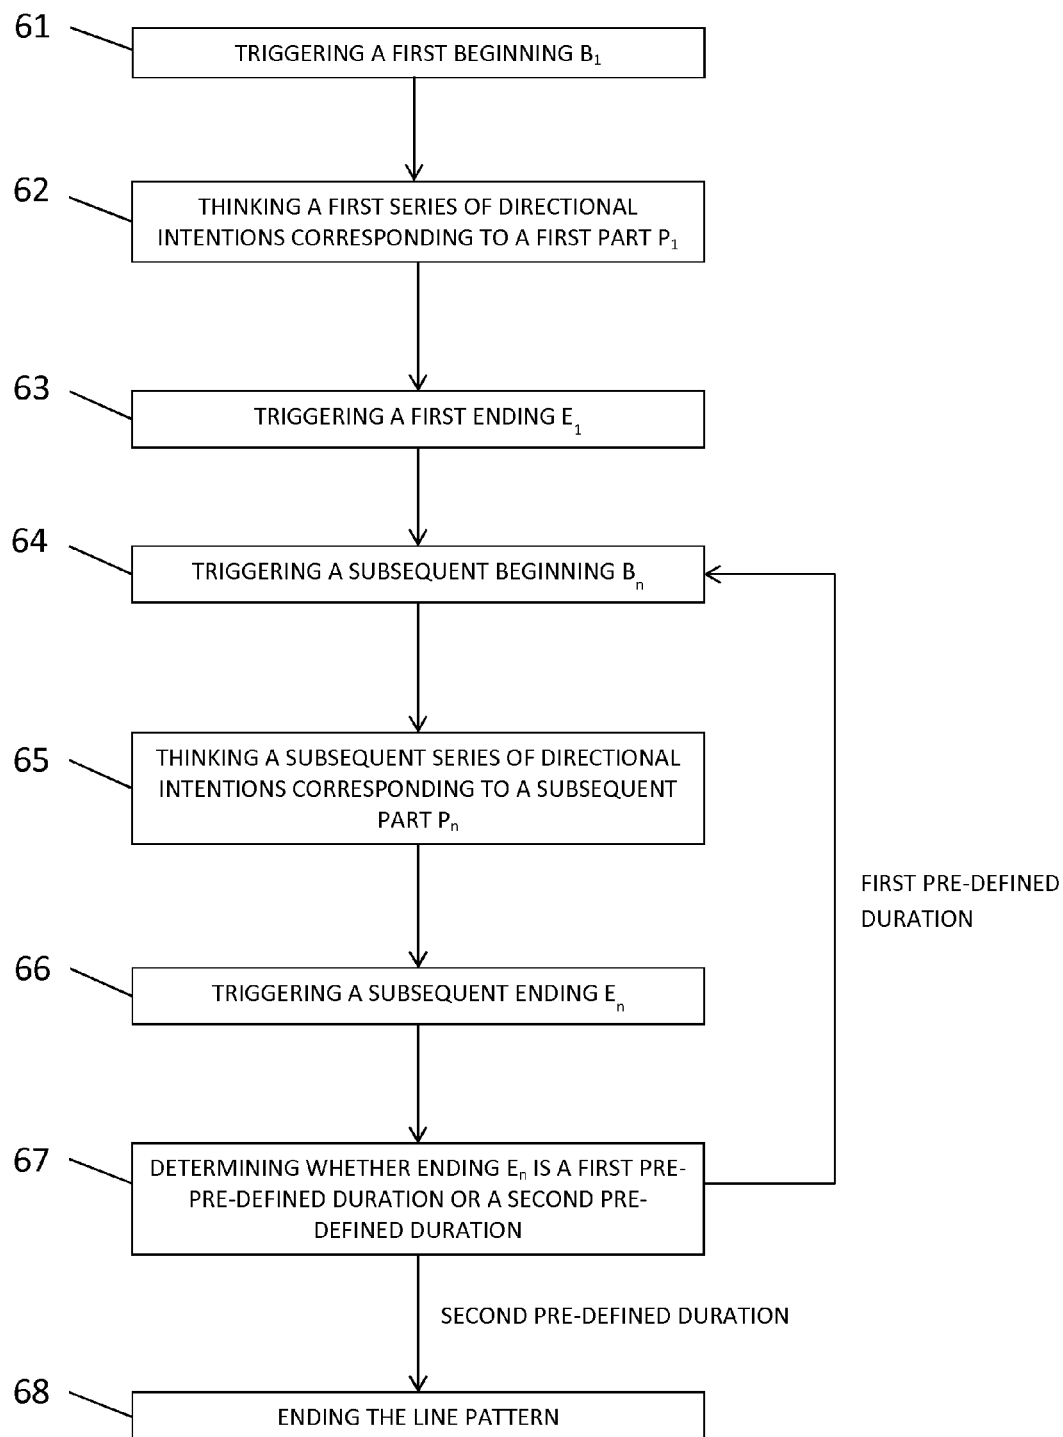 61
TRIGGERING A FIRST BEGINNING B1
62
THINKING A FIRST SERIES OF DIRECTIONAL
INTENTIONS CORRESPONDING TO A FIRST PART P1
63
TRIGGERING A FIRST ENDING E1
64
TRIGGERING A SUBSEQUENT BEGINNING Bn
65
THINKING A SUBSEQUENT SERIES OF DIRECTIONAL
INTENTIONS CORRESPONDING TO A SUBSEQUENT
PART Pn
FIRST PRE-DEFINED
DURATION
66
TRIGGERING A SUBSEQUENT ENDING En
67
DETERMINING WHETHER ENDING En IS A FIRST PRE-
PRE-DEFINED DURATION OR A SECOND PRE-
DEFINED DURATION
SECOND PRE-DEFINED DURATION
68
ENDING THE LINE PATTERN